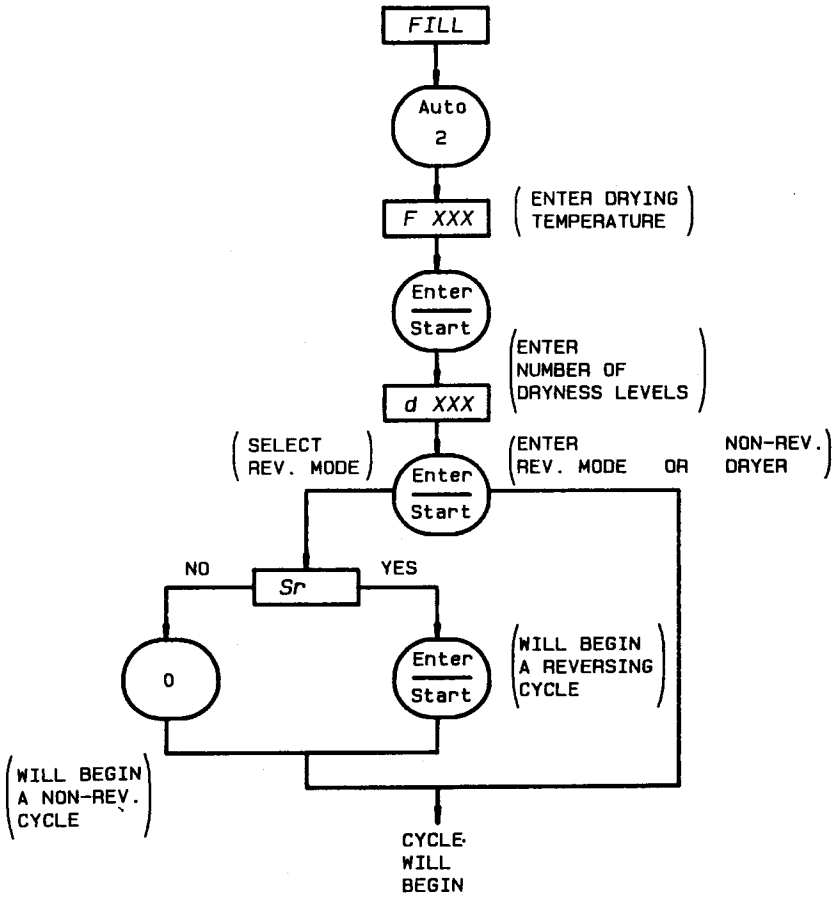 FILL
Auto
2
F XXX
(ENTER DRYING
TEMPERATURE)
Enter
Start
(ENTER
NUMBER OF
DRYNESS LEVELS)
d XXX
(SELECT
REV. MODE)
Enter
Start
(ENTER
REV. MODE OR NON-REV.
DRYER)
NO
Sr
YES
0
Enter
Start
(WILL BEGIN
A REVERSING
CYCLE)
(WILL BEGIN
A NON-REV.
CYCLE)
CYCLE
WILL
BEGIN